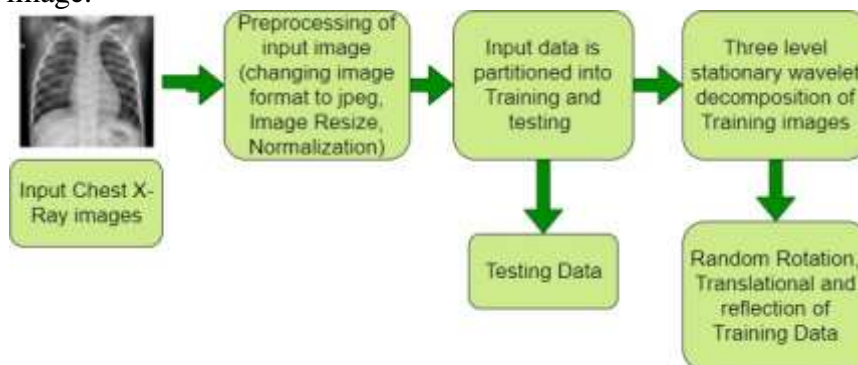 image.
Input Chest X-
Ray images
Preprocessing of
input image
(changing image
format to jpeg,
Image Resize,
Normalization)
Input data is
partitioned into
Training and
testing
Three level
stationary wavelet
decomposition of
Training images
Testing Data
Random Rotation,
Translational and
reflection of
Training Data